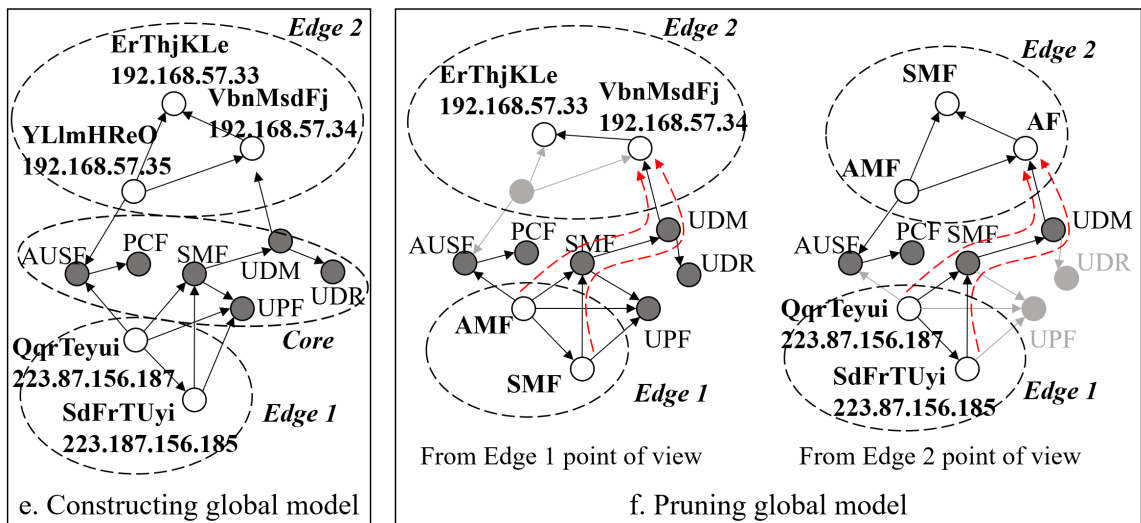 Edge 2
ErThjKLe
192.168.57.33
VbnMsdFj
192.168.57.34
YLlmHReO
192.168.57.35
AUSF
PCF
SMF
UDM
UDR
UPF
Core
QqrTeyui
223.87.156.187
SdFrTUyi
223.187.156.185
Edge 1
e. Constructing global model
Edge 2
ErThjKLe
192.168.57.33
VbnMsdFj
192.168.57.34
AUSF
PCF
SMF
UDM
UDR
AMF
UPF
SMF
Edge 1
From Edge 1 point of view
Edge 2
SMF
AF
AMF
AUSF
PCF
SMF
UDM
UDR
QqrTeyui
223.87.156.187
UPF
SdFrTUyi
223.87.156.185
Edge 1
From Edge 2 point of view
f. Pruning global model